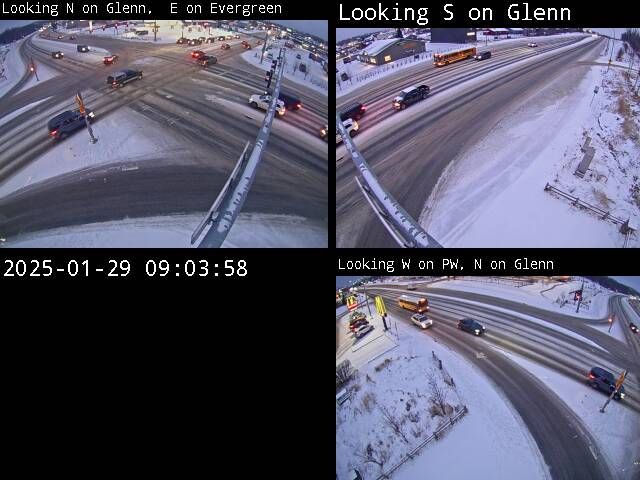 Looking N on Glenn,  E on Evergreen
Looking S on Glenn
2025-01-29 09:03:58
Looking W on PW, N on Glenn